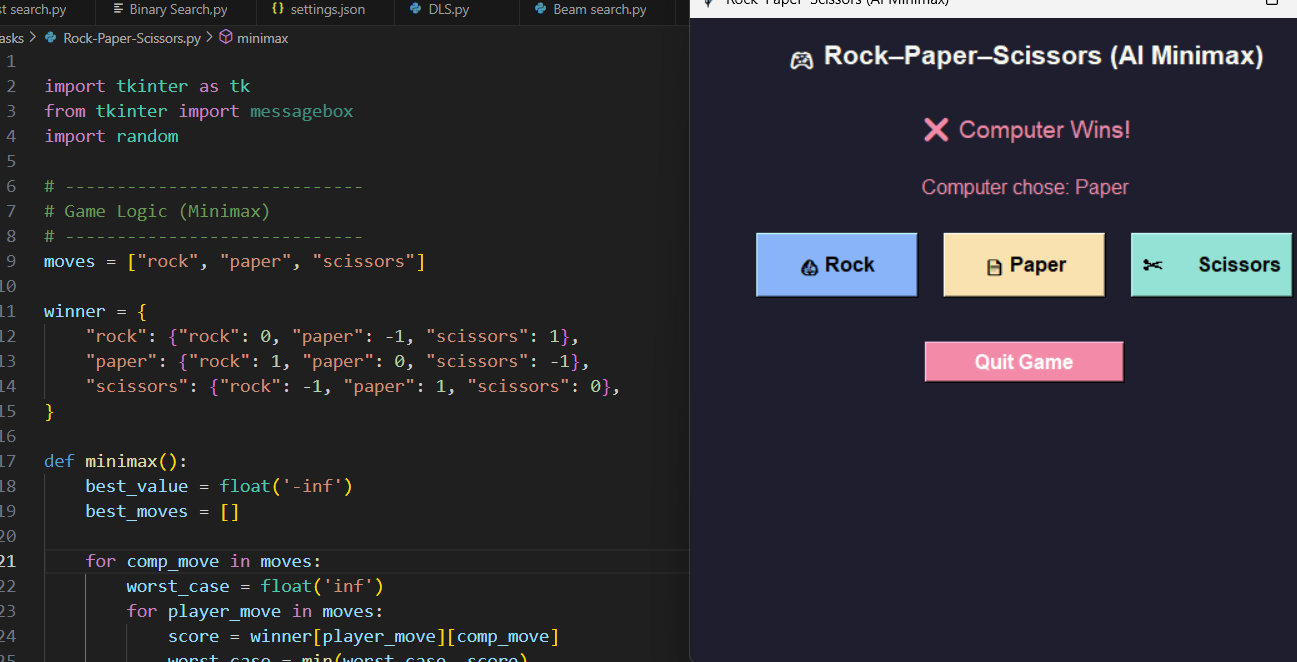 st search.py Binary Search.py settings.json DLS.py Beam search.py
asks > Rock-Paper-Scissors.py > minimax
1
2 import tkinter as tk
3 from tkinter import messagebox
4 import random
5
6 # -----------------------------
7 # Game Logic (Minimax)
8 # -----------------------------
9 moves = ["rock", "paper", "scissors"]
10
11 winner = {
12 "rock": {"rock": 0, "paper": -1, "scissors": 1},
13 "paper": {"rock": 1, "paper": 0, "scissors": -1},
14 "scissors": {"rock": -1, "paper": 1, "scissors": 0},
15 }
16
17 def minimax():
18 best_value = float('-inf')
19 best_moves = []
20
21 for comp_move in moves:
22 worst_case = float('inf')
23 for player_move in moves:
24 score = winner[player_move][comp_move]
25 worst_case = min(worst_case, score)
Rock–Paper–Scissors (AI Minimax)
🎮 Rock–Paper–Scissors (AI Minimax)
❌ Computer Wins!
Computer chose: Paper
Rock
Paper
✂ Scissors
Quit Game